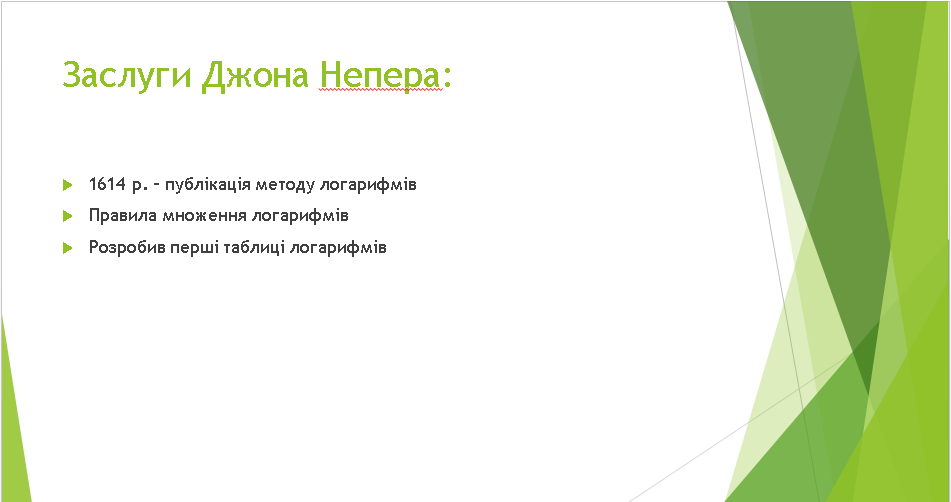 Заслуги Джона Непера:
1614 р. – публікація методу логарифмів
Правила множення логарифмів
Розробив перші таблиці логарифмів